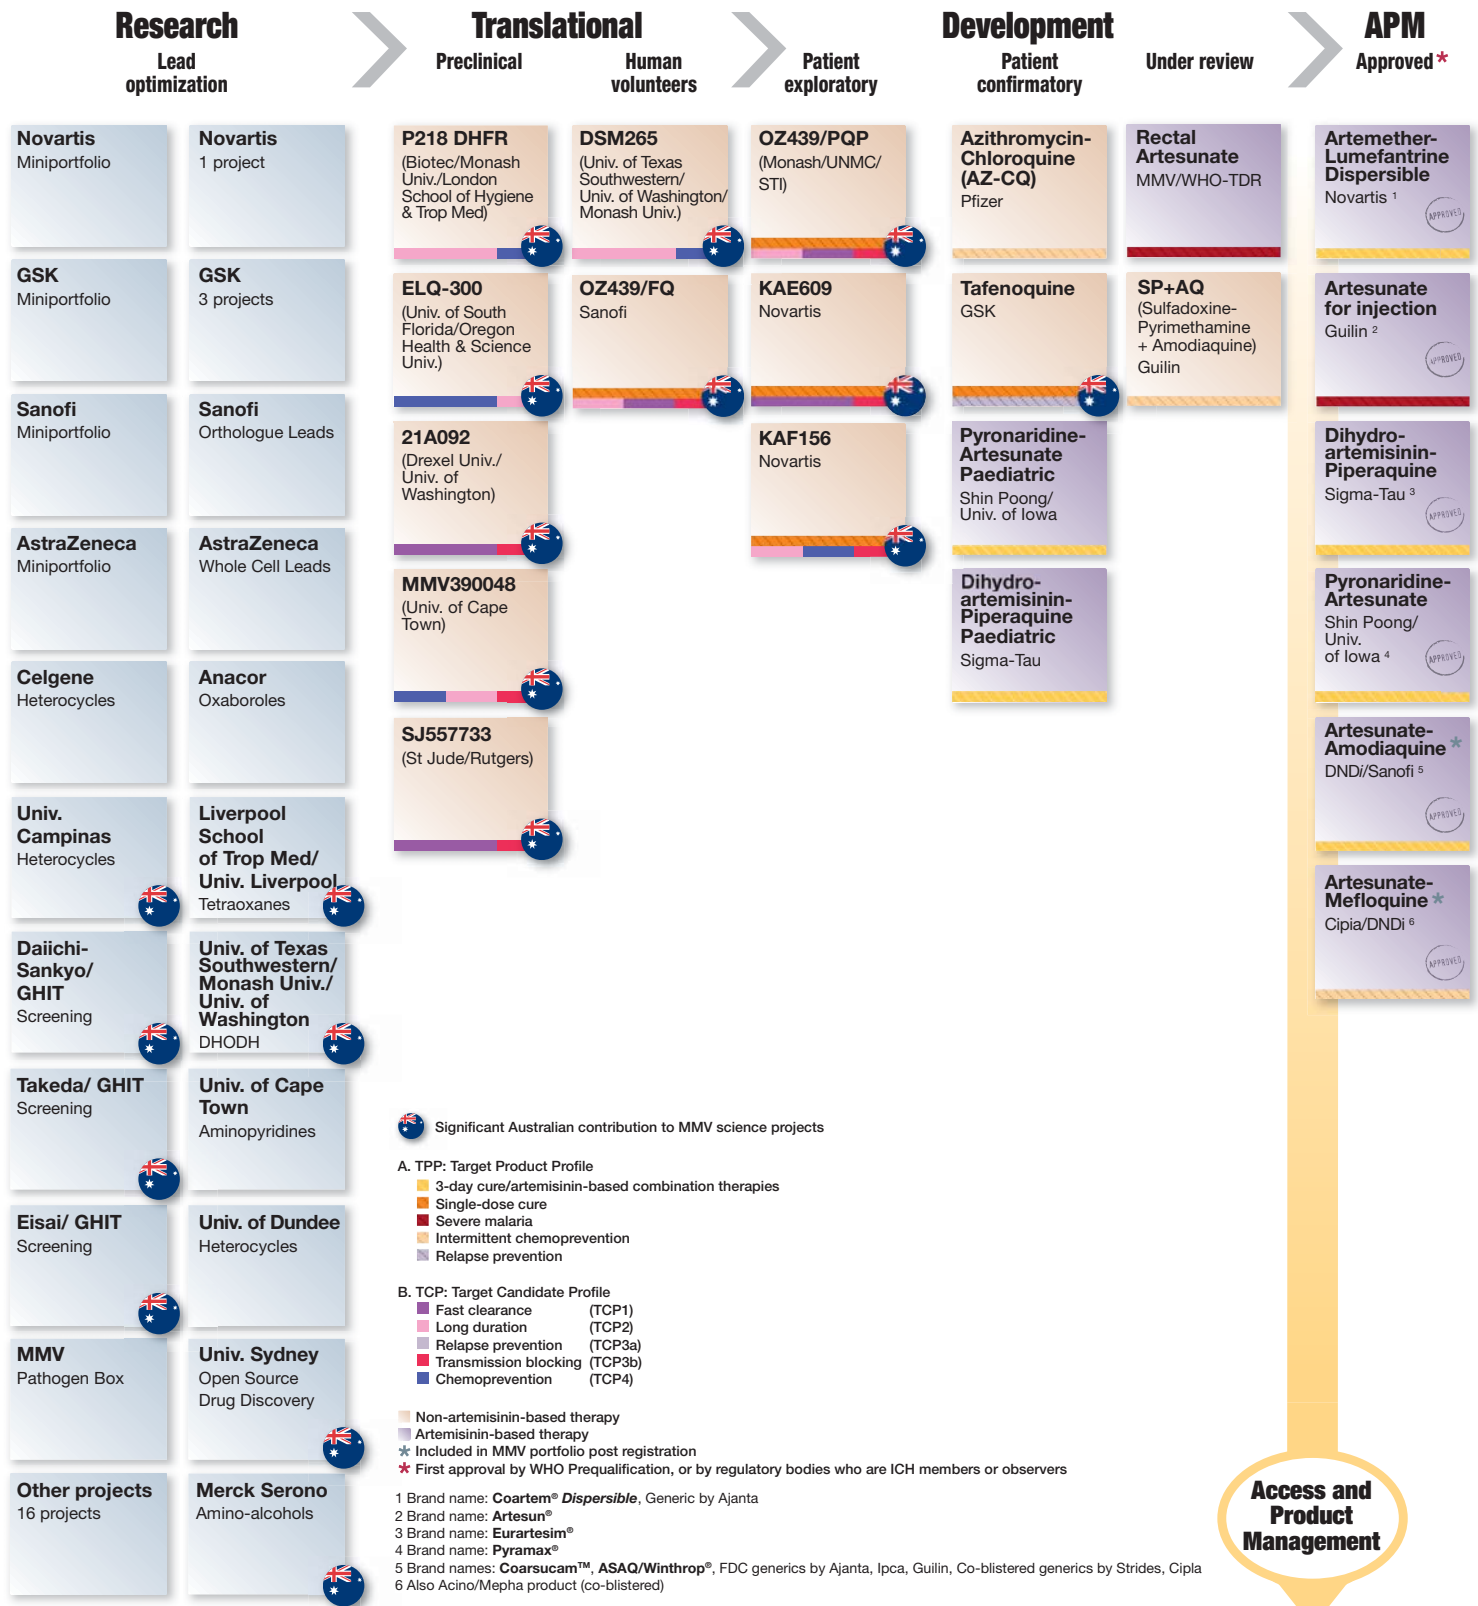 Research
Translational
Development
APM
Lead
optimization
Preclinical
Human
volunteers
Patient
exploratory
Patient
confirmatory
Under review
Approved*
Novartis
Miniportfolio
Novartis
1 project
GSK
Miniportfolio
GSK
3 projects
Sanofi
Miniportfolio
Sanofi
Orthologue Leads
AstraZeneca
Miniportfolio
AstraZeneca
Whole Cell Leads
Celgene
Heterocycles
Anacor
Oxaboroles
Univ.
Campinas
Heterocycles
Liverpool
School
of Trop Med/
Univ. Liverpool
Tetraoxanes
Daiichi-
Sankyo/
GHIT
Screening
Univ. of Texas
Southwestern/
Monash Univ./
Univ. of
Washington
DHODH
Takeda/ GHIT
Screening
Univ. of Cape
Town
Aminopyridines
Eisai/ GHIT
Screening
Univ. of Dundee
Heterocycles
MMV
Pathogen Box
Univ. Sydney
Open Source
Drug Discovery
Other projects
16 projects
Merck Serono
Amino-alcohols
P218 DHFR
(Biotec/Monash
Univ./London
School of Hygiene
& Trop Med)
ELQ-300
(Univ. of South
Florida/Oregon
Health & Science
Univ.)
21A092
(Drexel Univ./
Univ. of
Washington)
MMV390048
(Univ. of Cape
Town)
SJ557733
(St Jude/Rutgers)
DSM265
(Univ. of Texas
Southwestern/
Univ. of Washington/
Monash Univ.)
OZ439/FQ
Sanofi
OZ439/PQP
(Monash/UNMC/
STI)
KAE609
Novartis
KAF156
Novartis
Azithromycin-
Chloroquine
(AZ-CQ)
Pfizer
Tafenoquine
GSK
Pyronaridine-
Artesunate
Paediatric
Shin Poong/
Univ. of Iowa
Dihydro-
artemisinin-
Piperaquine
Paediatric
Sigma-Tau
Rectal
Artesunate
MMV/WHO-TDR
SP+AQ
(Sulfadoxine-
Pyrimethamine
+ Amodiaquine)
Guilin
Artemether-
Lumefantrine
Dispersible
Novartis 1
APPROVED
Artesunate
for injection
Guilin 2
APPROVED
Dihydro-
artemisinin-
Piperaquine
Sigma-Tau 3
APPROVED
Pyronaridine-
Artesunate
Shin Poong/
Univ.
of Iowa 4
APPROVED
Artesunate-
Amodiaquine *
DNDi/Sanofi 5
APPROVED
Artesunate-
Mefloquine *
Cipia/DNDi 6
APPROVED
Significant Australian contribution to MMV science projects
A. TPP: Target Product Profile
3-day cure/artemisinin-based combination therapies
Single-dose cure
Severe malaria
Intermittent chemoprevention
Relapse prevention
B. TCP: Target Candidate Profile
Fast clearance (TCP1)
Long duration (TCP2)
Relapse prevention (TCP3a)
Transmission blocking (TCP3b)
Chemoprevention (TCP4)
Non-artemisinin-based therapy
Artemisinin-based therapy
* Included in MMV portfolio post registration
* First approval by WHO Prequalification, or by regulatory bodies who are ICH members or observers
1 Brand name: Coartem® Dispersible, Generic by Ajanta
2 Brand name: Artesun®
3 Brand name: Eurartesim®
4 Brand name: Pyramax®
5 Brand names: Coarsucam™, ASAQ/Winthrop®, FDC generics by Ajanta, Ipca, Guilin, Co-blistered generics by Strides, Cipla
6 Also Acino/Mepha product (co-blistered)
Access and
Product
Management